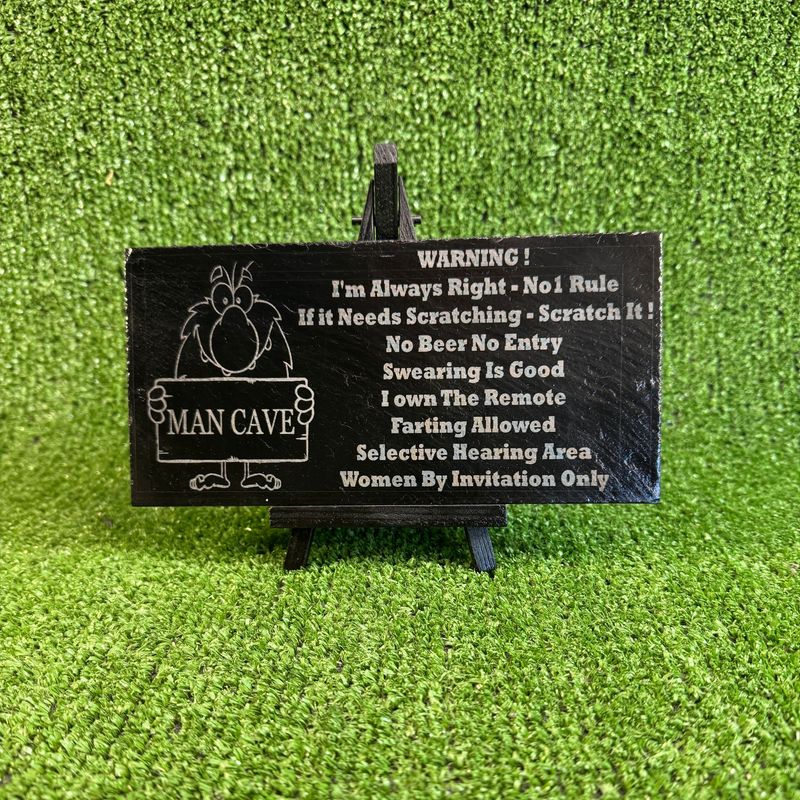 WARNING !
I'm Always Right - No1 Rule
If it Needs Scratching - Scratch It !
No Beer No Entry
Swearing Is Good
I own The Remote
Farting Allowed
Selective Hearing Area
Women By Invitation Only
MAN CAVE